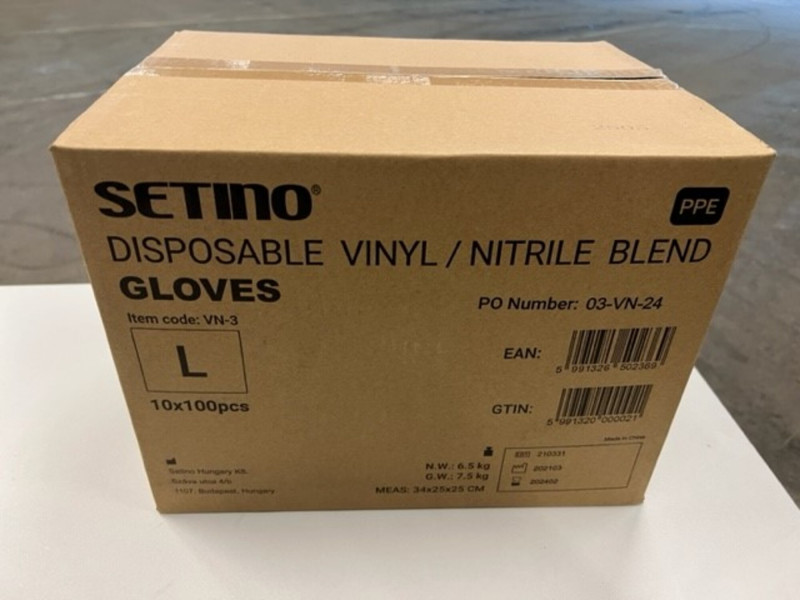 SETINO®
PPE
DISPOSABLE VINYL / NITRILE BLEND
GLOVES
PO Number: 03-VN-24
Item code: VN-3
L
10x100pcs
EAN:
5 991326 502369
GTIN:
5 991320 000021
Made in China
Setino Hungary Kft.
1107, Budapest, Hungary
N.W.: 6.5 kg
G.W.: 7.5 kg
MEAS: 34x25x25 CM
210331
202103
202602